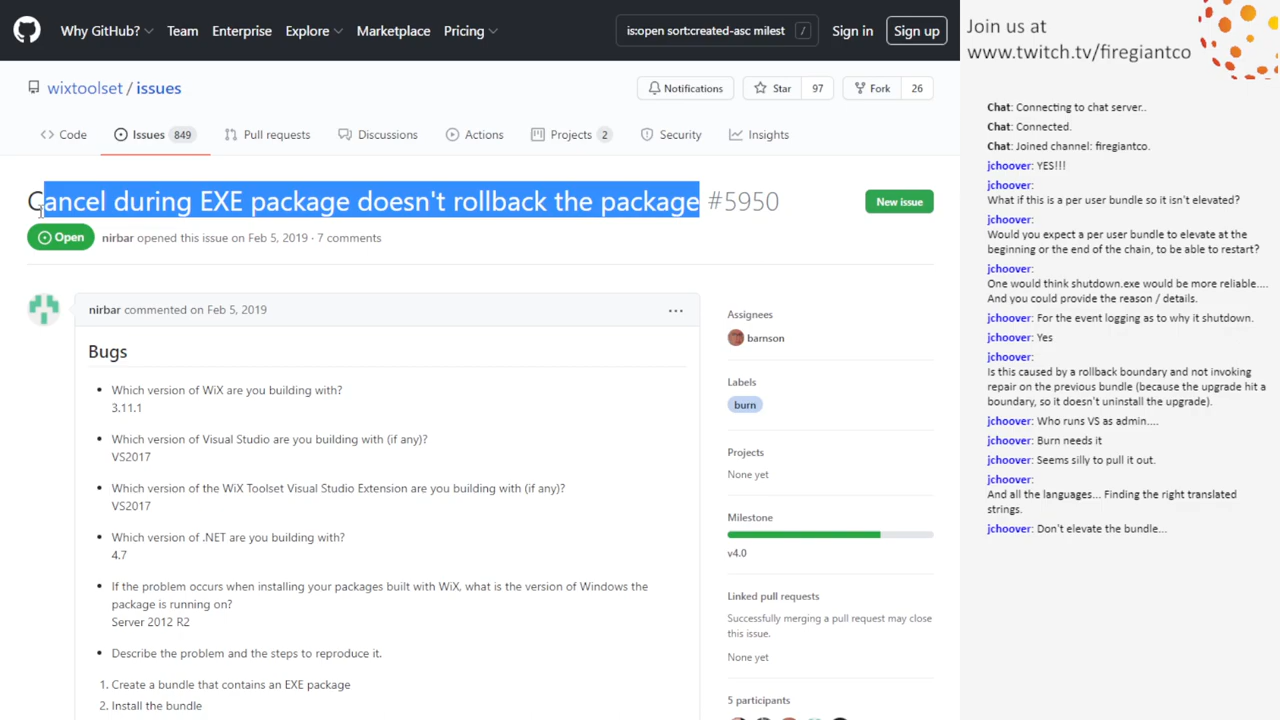 Why GitHub? Team Enterprise Explore Marketplace Pricing is:open sort:created-asc milest / Sign in Sign up
wixtoolset / issues Notifications Star 97 Fork 26
Code Issues 849 Pull requests Discussions Actions Projects 2 Security Insights
Cancel during EXE package doesn't rollback the package #5950 New issue
Open nirbar opened this issue on Feb 5, 2019 · 7 comments
nirbar commented on Feb 5, 2019 ...
Bugs
• Which version of WiX are you building with?
3.11.1
• Which version of Visual Studio are you building with (if any)?
VS2017
• Which version of the WiX Toolset Visual Studio Extension are you building with (if any)?
VS2017
• Which version of .NET are you building with?
4.7
• If the problem occurs when installing your packages built with WiX, what is the version of Windows the
package is running on?
Server 2012 R2
• Describe the problem and the steps to reproduce it.
1. Create a bundle that contains an EXE package
2. Install the bundle
Assignees
barnson
Labels
burn
Projects
None yet
Milestone
v4.0
Linked pull requests
Successfully merging a pull request may close
this issue.
None yet
5 participants
Join us at
www.twitch.tv/firegiantco
Chat: Connecting to chat server..
Chat: Connected.
Chat: Joined channel: firegiantco.
jchoover: YES!!!
jchoover:
What if this is a per user bundle so it isn't elevated?
jchoover:
Would you expect a per user bundle to elevate at the
beginning or the end of the chain, to be able to restart?
jchoover:
One would think shutdown.exe would be more reliable....
And you could provide the reason / details.
jchoover: For the event logging as to why it shutdown.
jchoover: Yes
jchoover:
Is this caused by a rollback boundary and not invoking
repair on the previous bundle (because the upgrade hit a
boundary, so it doesn't uninstall the upgrade).
jchoover: Who runs VS as admin....
jchoover: Burn needs it
jchoover: Seems silly to pull it out.
jchoover:
And all the languages... Finding the right translated
strings.
jchoover: Don't elevate the bundle...